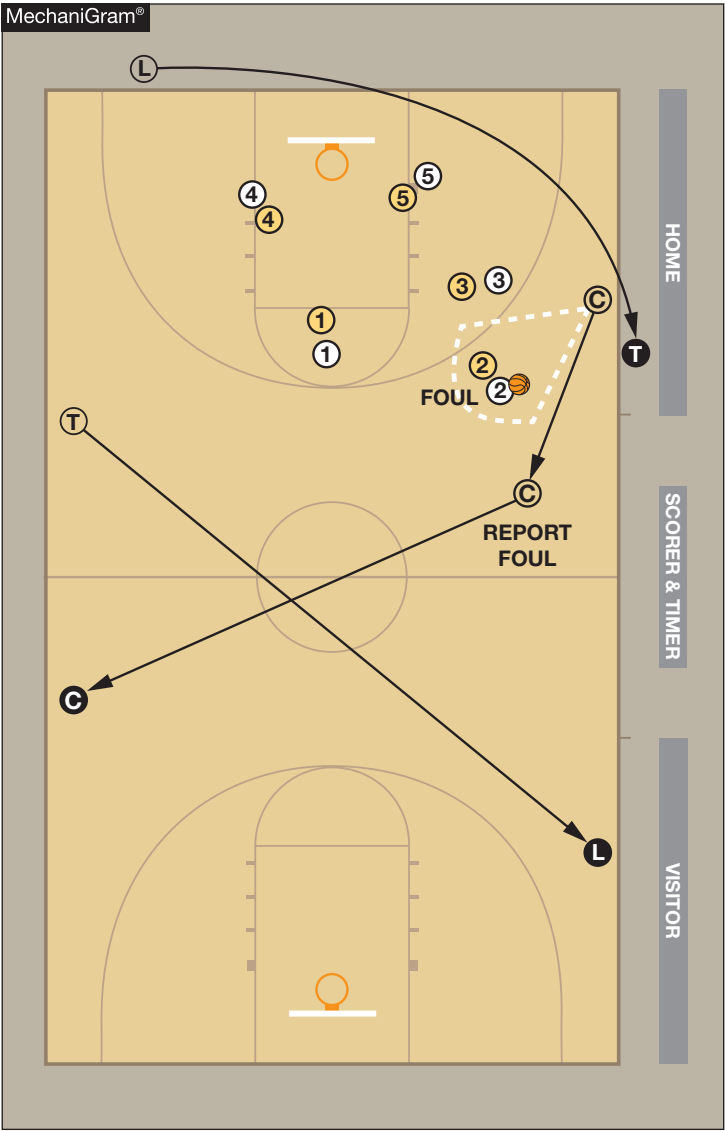 MechaniGram®
L
5
4
5
4
HOME
3
3
C
1
T
1
2
2
FOUL
T
C
REPORT
FOUL
SCORER & TIMER
C
L
VISITOR